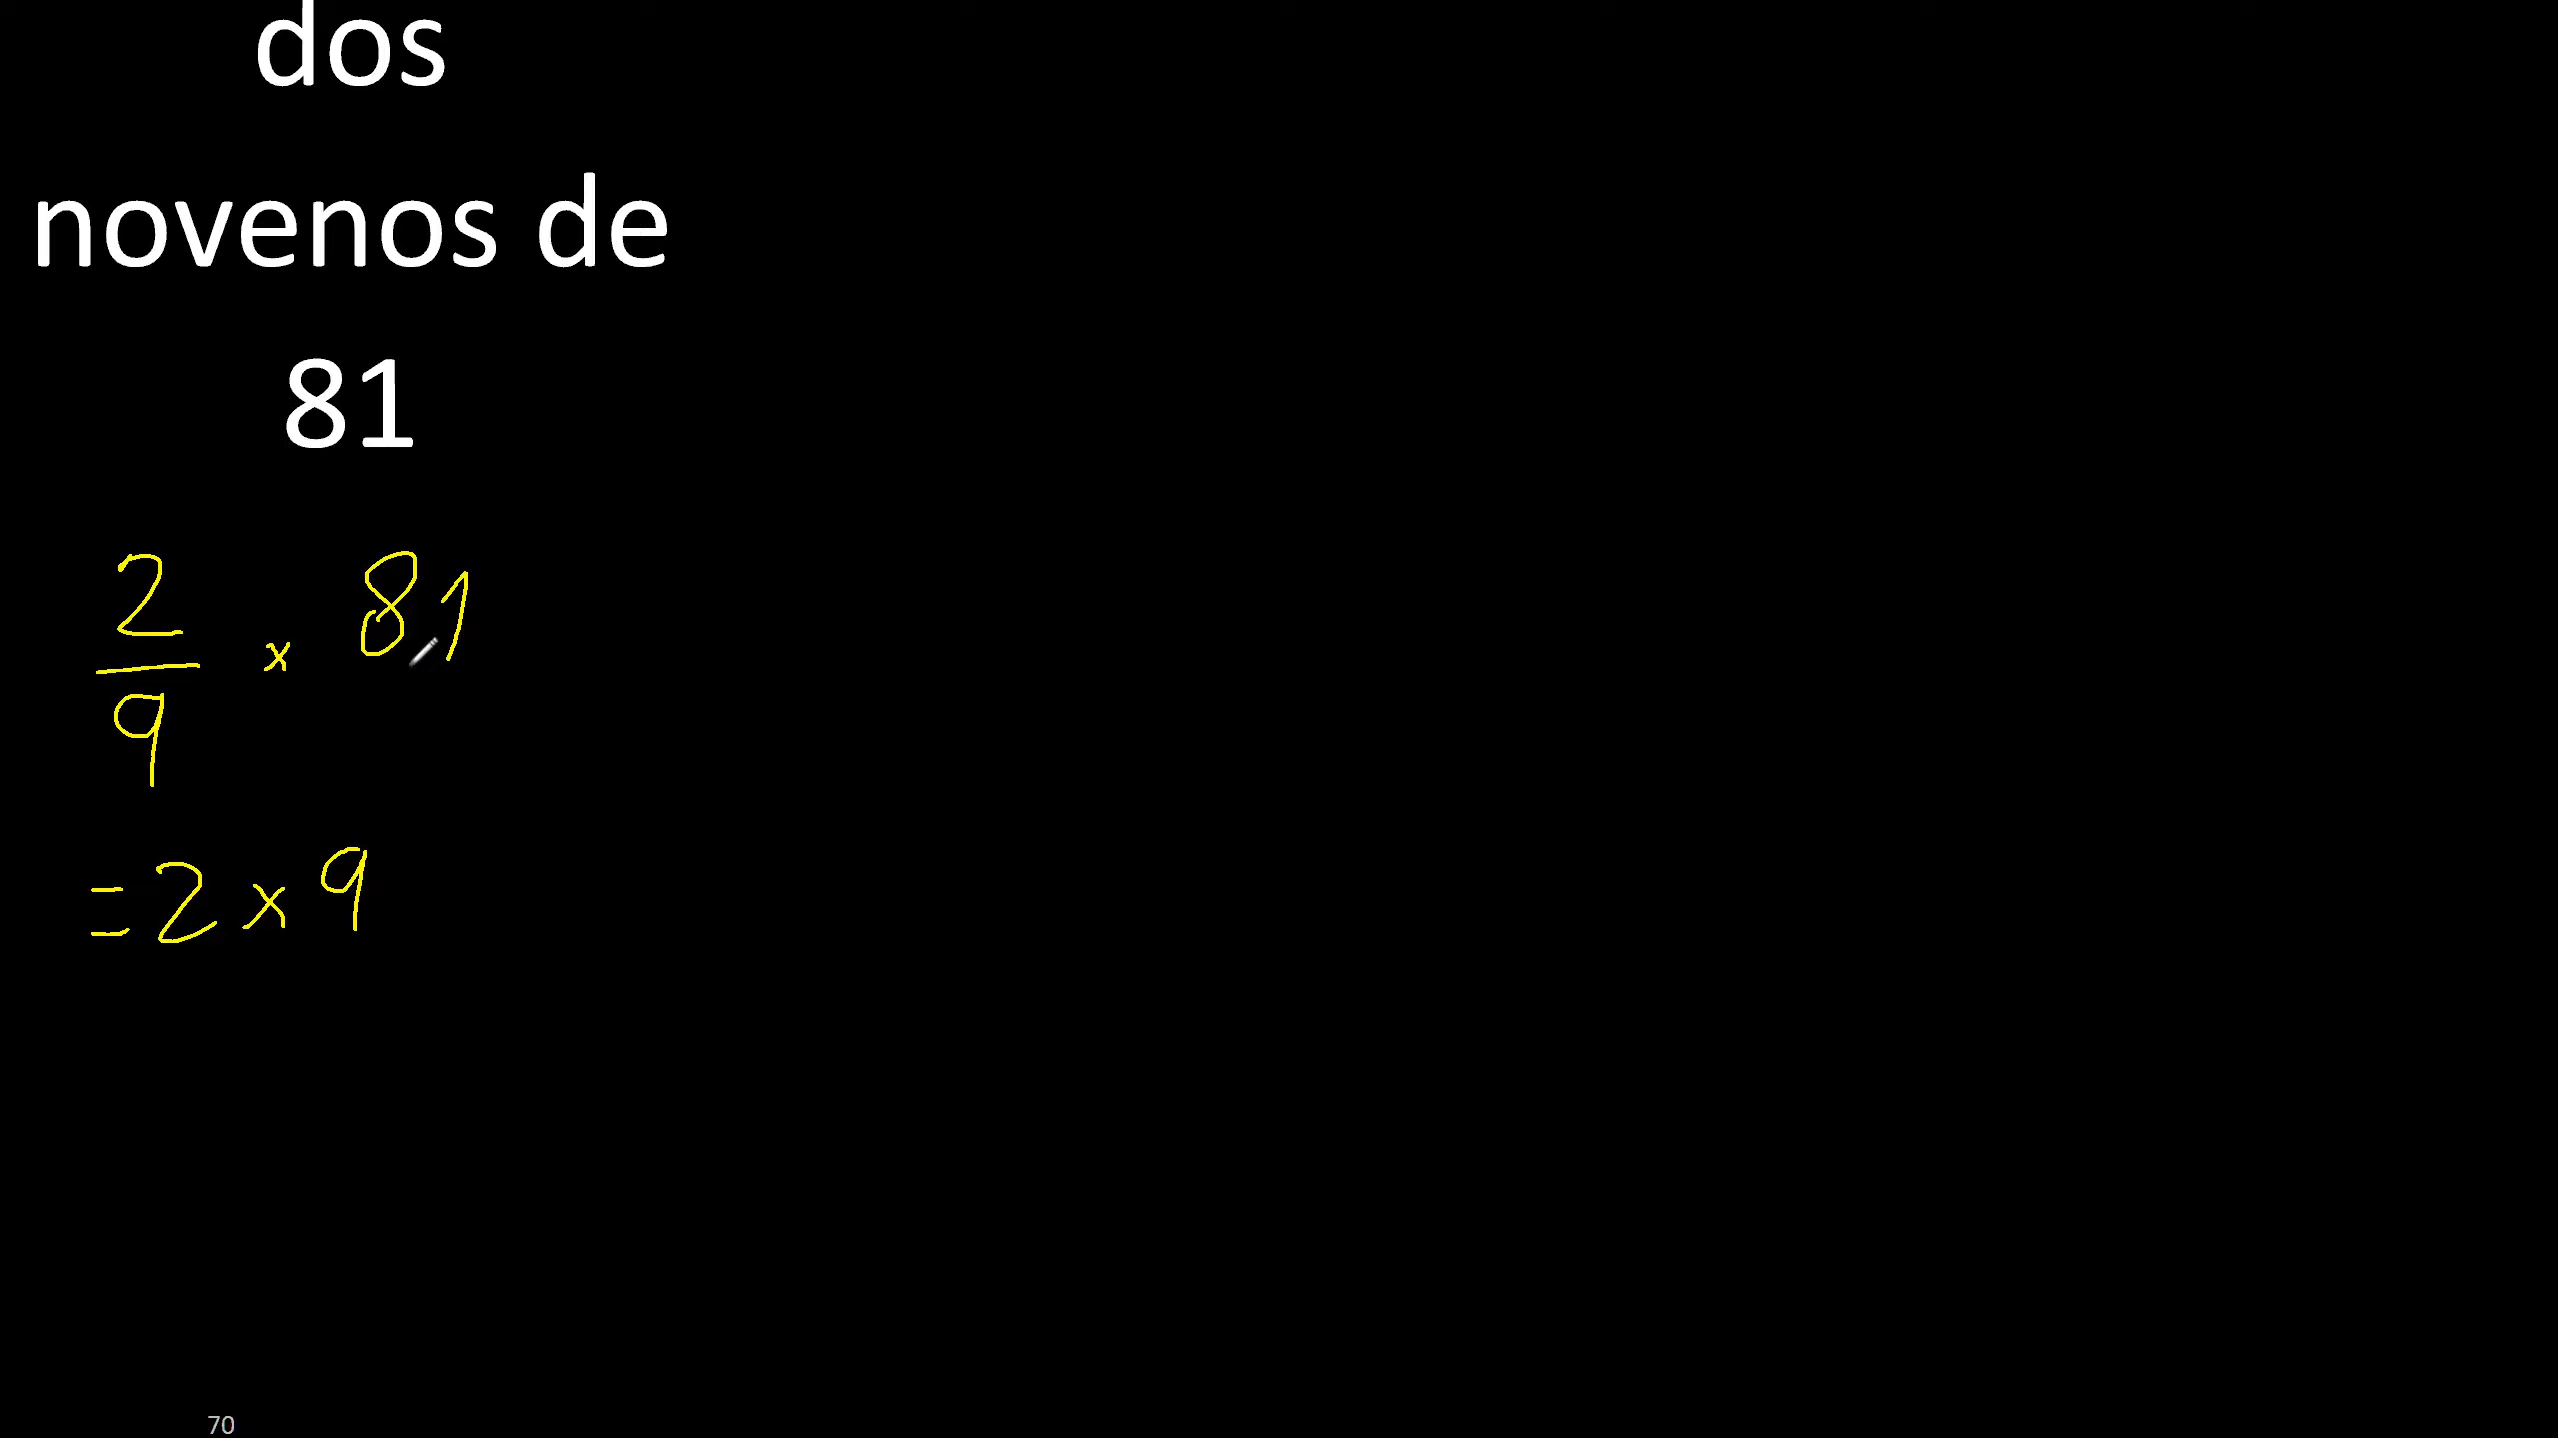 dos
novenos de
81
2/9 × 81
= 2 × 9
70